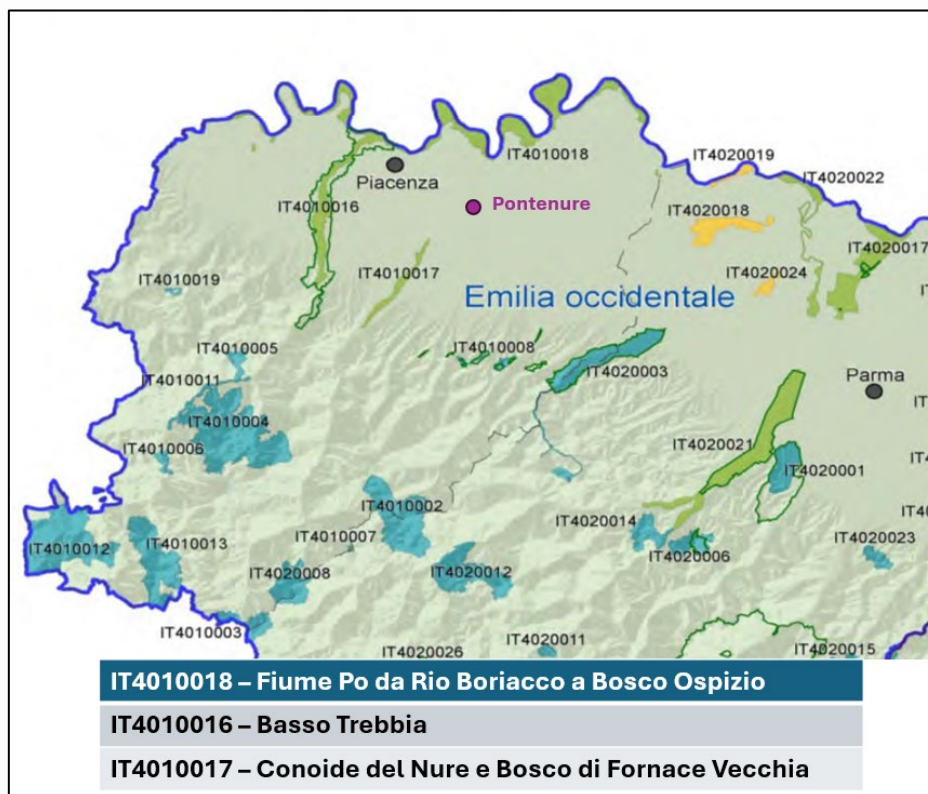 IT4010018
IT4020019
Piacenza
IT4020022
IT4010016
Pontenure
IT4020018
IT4020017
IT4010019
IT4010017
IT4020024
Emilia occidentale
IT4010005
IT4010008
IT4020003
IT4010011
Parma
IT4010004
IT4010006
IT4020021
IT4020001
IT4010002
IT4020014
IT4010007
IT4010012
IT4010013
IT4020006
IT4020023
IT4020008
IT4020012
IT4010003
IT4020011
IT4020026
IT4020015
IT4010018 – Fiume Po da Rio Boriacco a Bosco Ospizio
IT4010016 – Basso Trebbia
IT4010017 – Conoide del Nure e Bosco di Fornace Vecchia